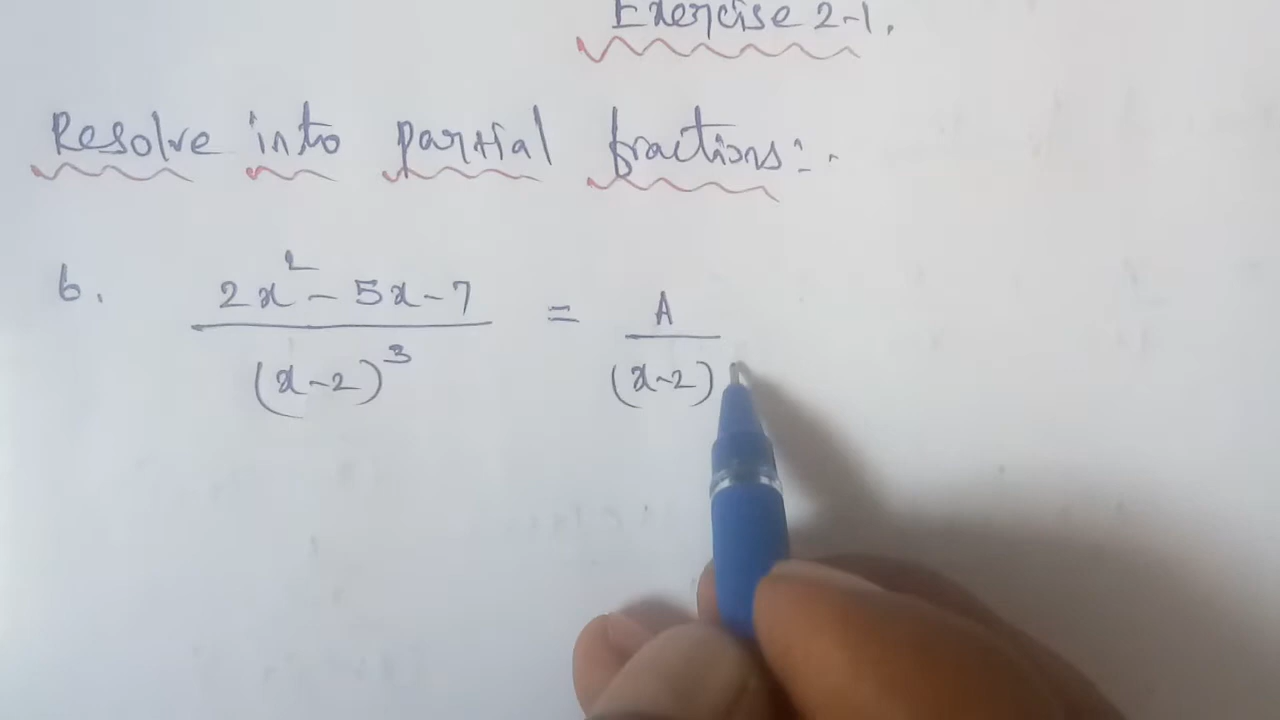 Exercise 2-1.
Resolve into partial fractions:-
6. (2x² - 5x - 7)/(x-2)³ = A/(x-2)